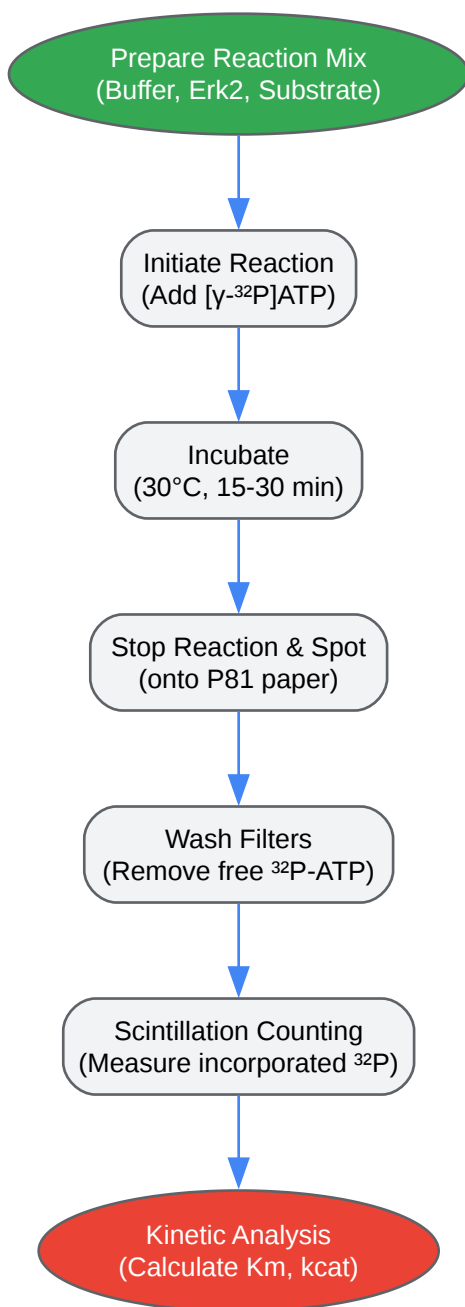 Prepare Reaction Mix
(Buffer, Erk2, Substrate)
Initiate Reaction
(Add [γ-³²P]ATP)
Incubate
(30°C, 15-30 min)
Stop Reaction & Spot
(onto P81 paper)
Wash Filters
(Remove free ³²P-ATP)
Scintillation Counting
(Measure incorporated ³²P)
Kinetic Analysis
(Calculate Km, kcat)